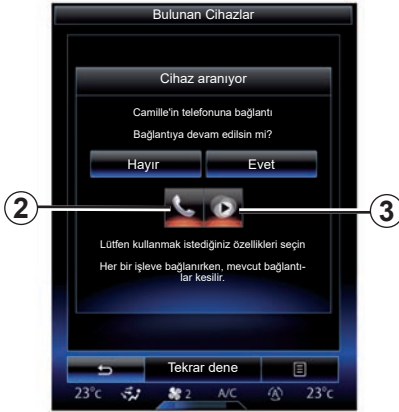 Bulunan Cihazlar
Cihaz aranıyor
Camille'in telefonuna bağlantı
Bağlantıya devam edilsin mi?
Hayır Evet
2 3
Lütfen kullanmak istediğiniz özellikleri seçin
Her bir işleve bağlanırken, mevcut bağlantı-
lar kesilir.
Tekrar dene
23°c 2 A/C A 23°c